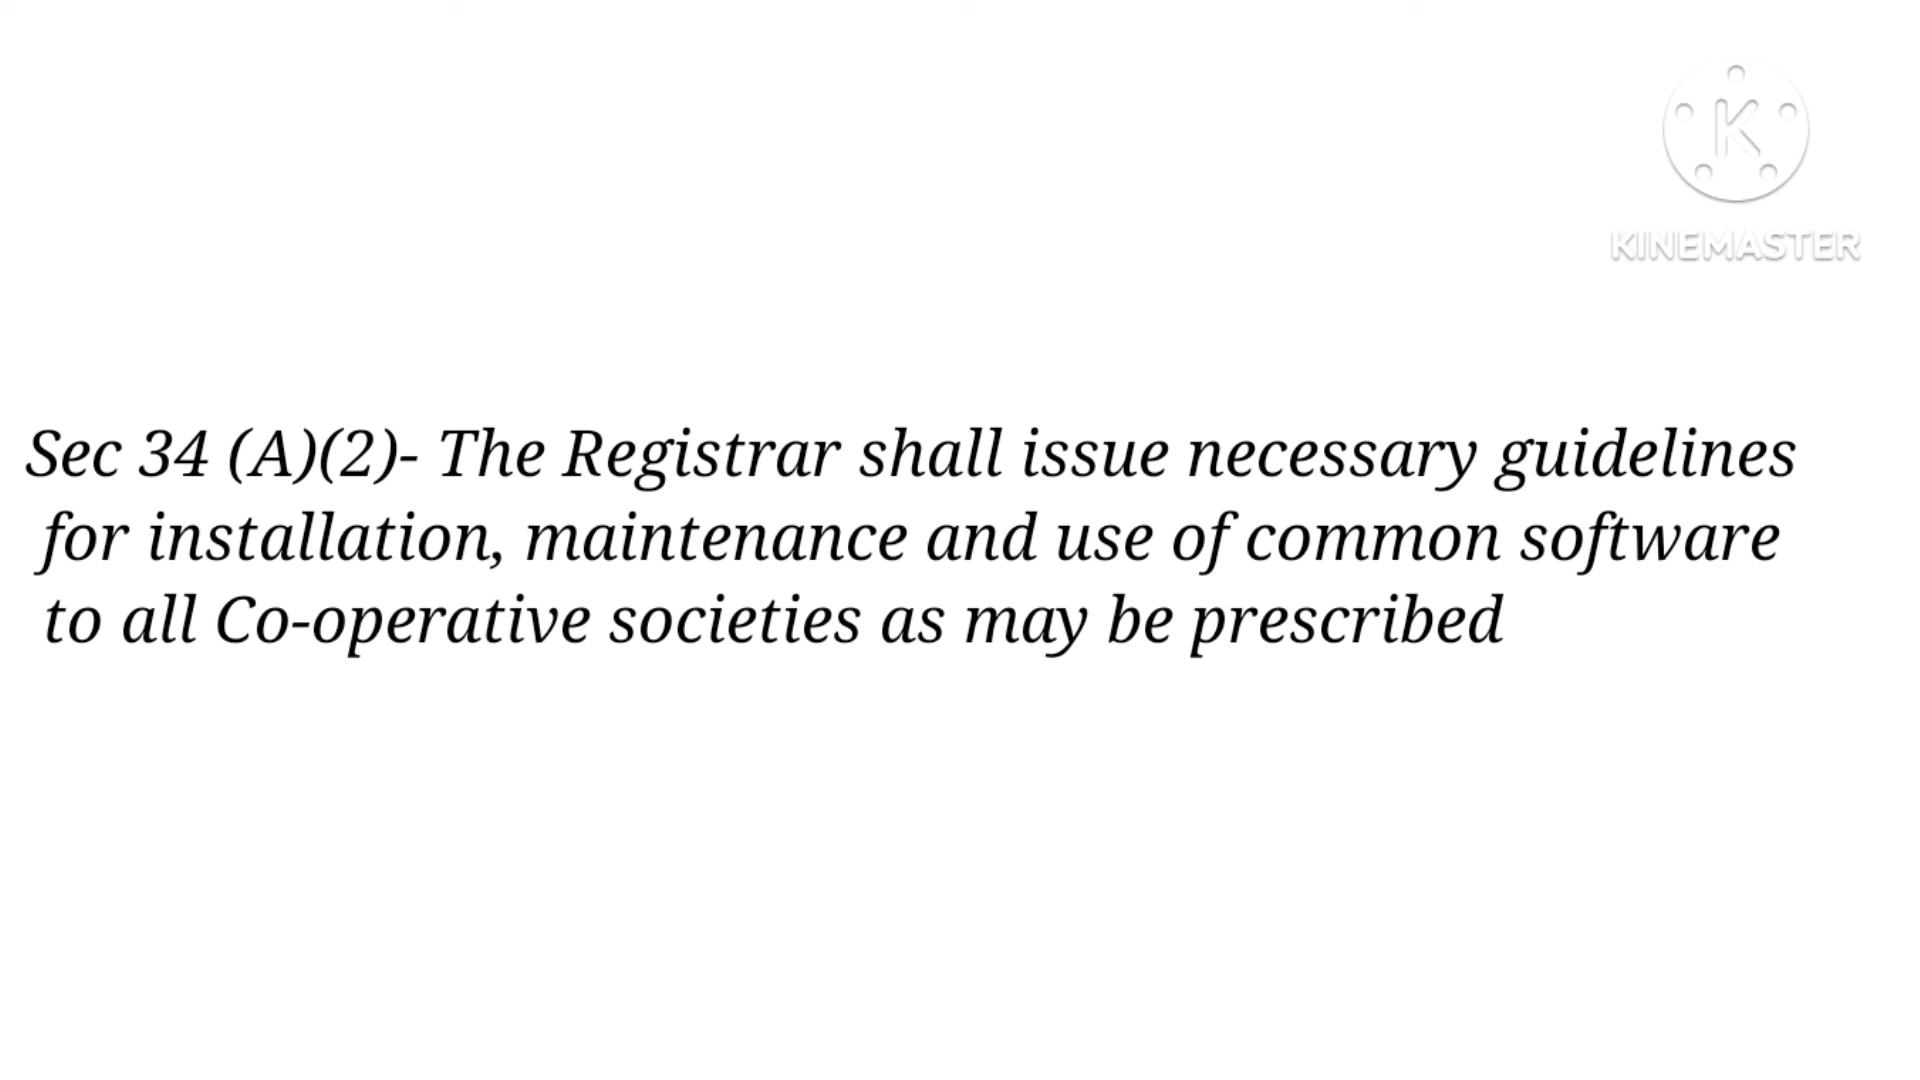 K
KINEMASTER
Sec 34 (A)(2)- The Registrar shall issue necessary guidelines
for installation, maintenance and use of common software
to all Co-operative societies as may be prescribed